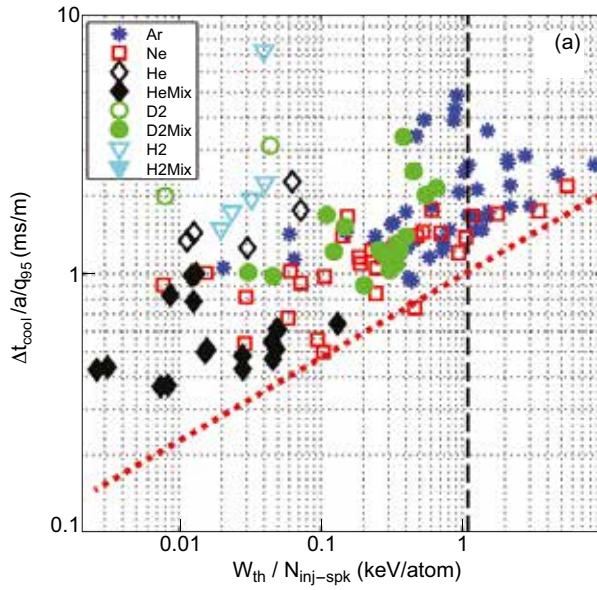 10
(a)
Ar
Ne
He
HeMix
D2
D2Mix
H2
H2Mix
Δt_cool/a/q_95 (ms/m)
1
0.1
0.01 0.1 1
W_th / N_inj−spk (keV/atom)